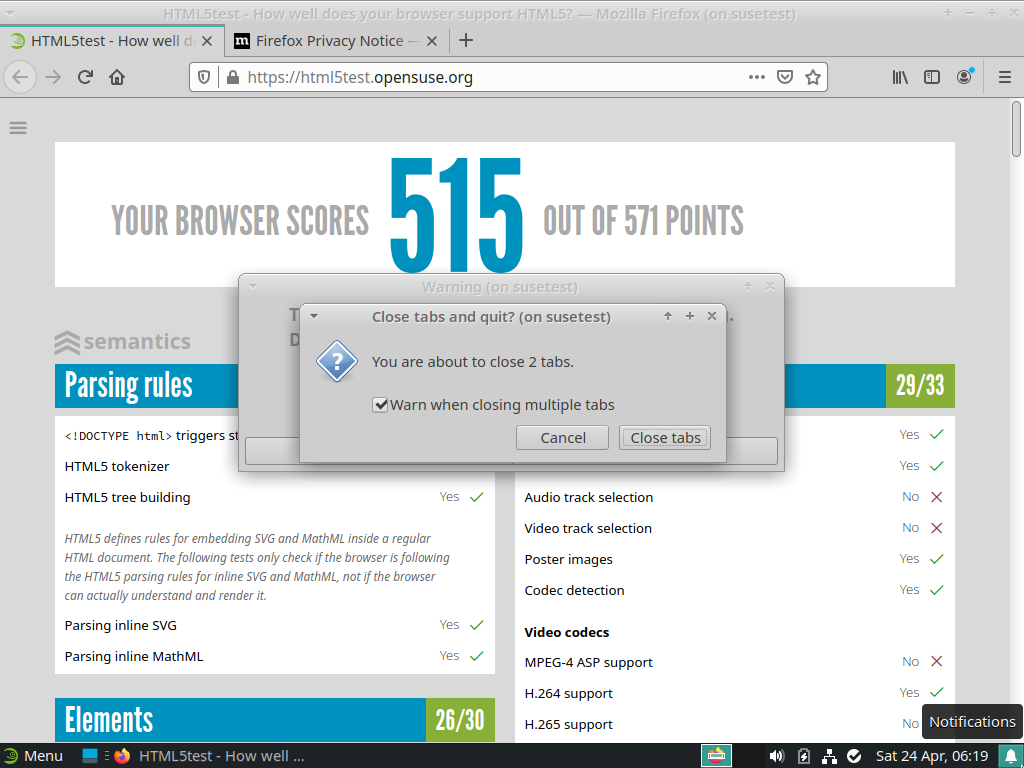 HTML5test - How well does your browser support HTML5? — Mozilla Firefox (on susetest)
HTML5test - How well d
Firefox Privacy Notice —
https://html5test.opensuse.org
YOUR BROWSER SCORES 515 OUT OF 571 POINTS
Warning (on susetest)
Close tabs and quit? (on susetest)
You are about to close 2 tabs.
Warn when closing multiple tabs
Cancel
Close tabs
semantics
Parsing rules
29/33
<!DOCTYPE html> triggers st
Yes
HTML5 tokenizer
Yes
HTML5 tree building Yes
Audio track selection No
HTML5 defines rules for embedding SVG and MathML inside a regular
HTML document. The following tests only check if the browser is following
the HTML5 parsing rules for inline SVG and MathML, not if the browser
can actually understand and render it.
Video track selection No
Poster images Yes
Codec detection Yes
Parsing inline SVG Yes
Parsing inline MathML Yes
Video codecs
MPEG-4 ASP support No
H.264 support Yes
H.265 support No
Elements 26/30
Notifications
Menu
HTML5test - How well ...
Sat 24 Apr, 06:19